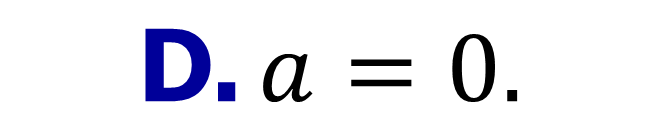 D. a = 0.